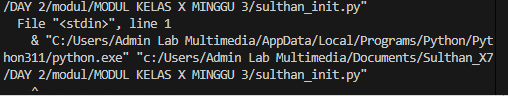 /DAY 2/modul/MODUL KELAS X MINGGU 3/sulthan_init.py"
File "<stdin>", line 1
& "C:/Users/Admin Lab Multimedia/AppData/Local/Programs/Python/Pyt
hon311/python.exe" "c:/Users/Admin Lab Multimedia/Documents/Sulthan_X7
/DAY 2/modul/MODUL KELAS X MINGGU 3/sulthan_init.py"
^